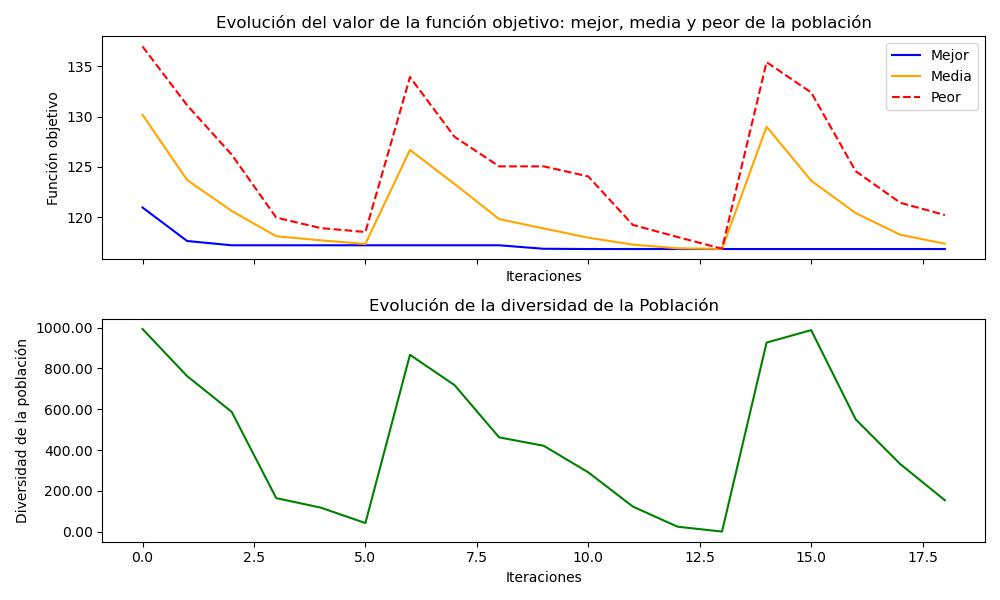 Evolución del valor de la función objetivo: mejor, media y peor de la población
Mejor
Media
Peor
135
130
125
120
Función objetivo
Iteraciones
Evolución de la diversidad de la Población
1000.00
800.00
600.00
400.00
200.00
0.00
Diversidad de la población
0.0 2.5 5.0 7.5 10.0 12.5 15.0 17.5
Iteraciones